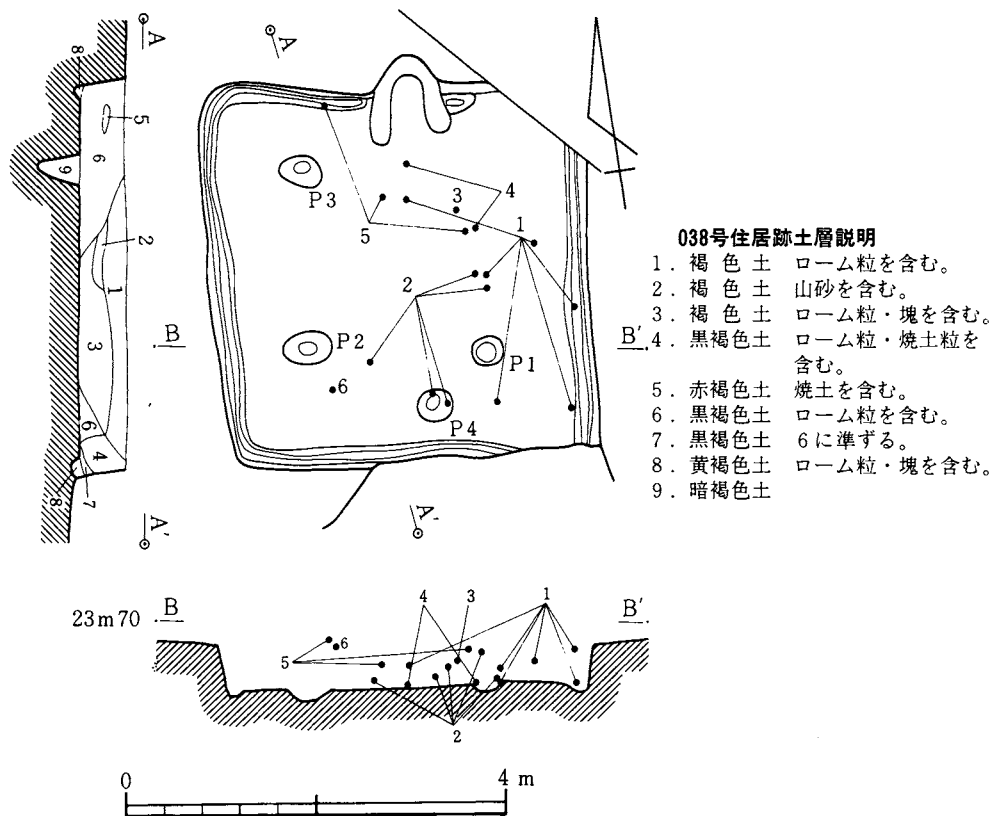 A
A
8
5
6
9
2
1
3
6
4
8
7
A'
P3
3
4
5
1
2
B
P2
6
P1
B'
P4
A'
038号住居跡土層説明
1. 褐色土 ローム粒を含む。
2. 褐色土 山砂を含む。
3. 褐色土 ローム粒・塊を含む。
4. 黒褐色土 ローム粒・焼土粒を
含む。
5. 赤褐色土 焼土を含む。
6. 黒褐色土 ローム粒を含む。
7. 黒褐色土 6に準ずる。
8. 黄褐色土 ローム粒・塊を含む。
9. 暗褐色土
23m70 B B'
4 3 1
5 6
2
0 4 m